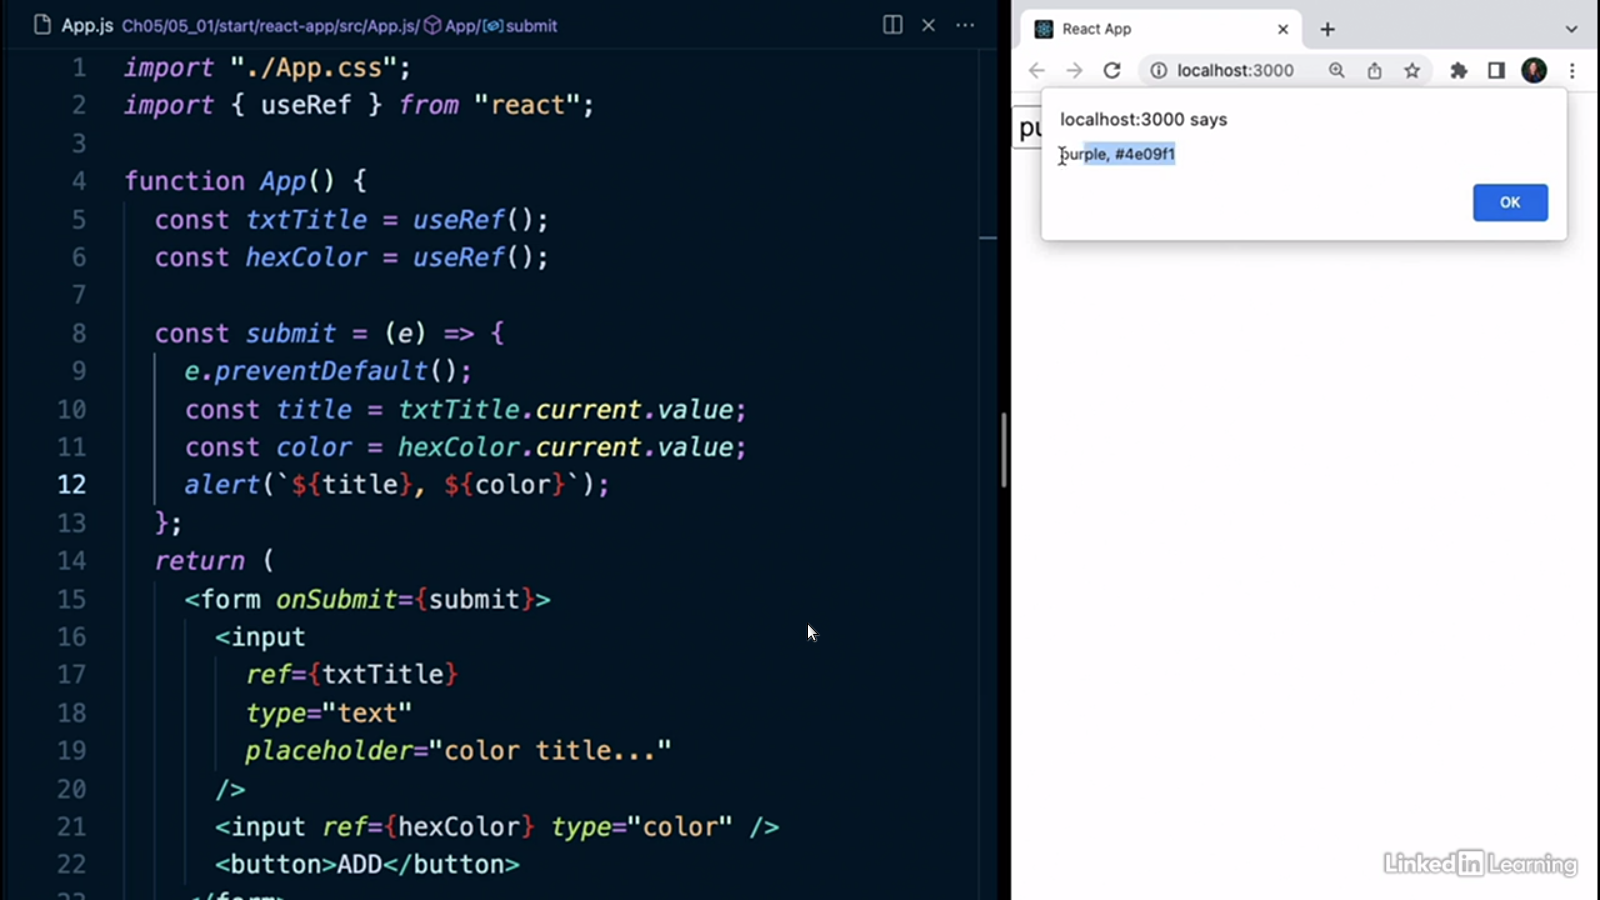 App.js Ch05/05_01/start/react-app/src/App.js/ App/ submit
1 import "./App.css";
2 import { useRef } from "react";
3
4 function App() {
5 const txtTitle = useRef();
6 const hexColor = useRef();
7
8 const submit = (e) => {
9 e.preventDefault();
10 const title = txtTitle.current.value;
11 const color = hexColor.current.value;
12 alert(`${title}, ${color}`);
13 };
14 return (
15 <form onSubmit={submit}>
16 <input
17 ref={txtTitle}
18 type="text"
19 placeholder="color title..."
20 />
21 <input ref={hexColor} type="color" />
22 <button>ADD</button>
23 </form>
React App
localhost:3000
pu
localhost:3000 says
purple, #4e09f1
OK
LinkedIn Learning